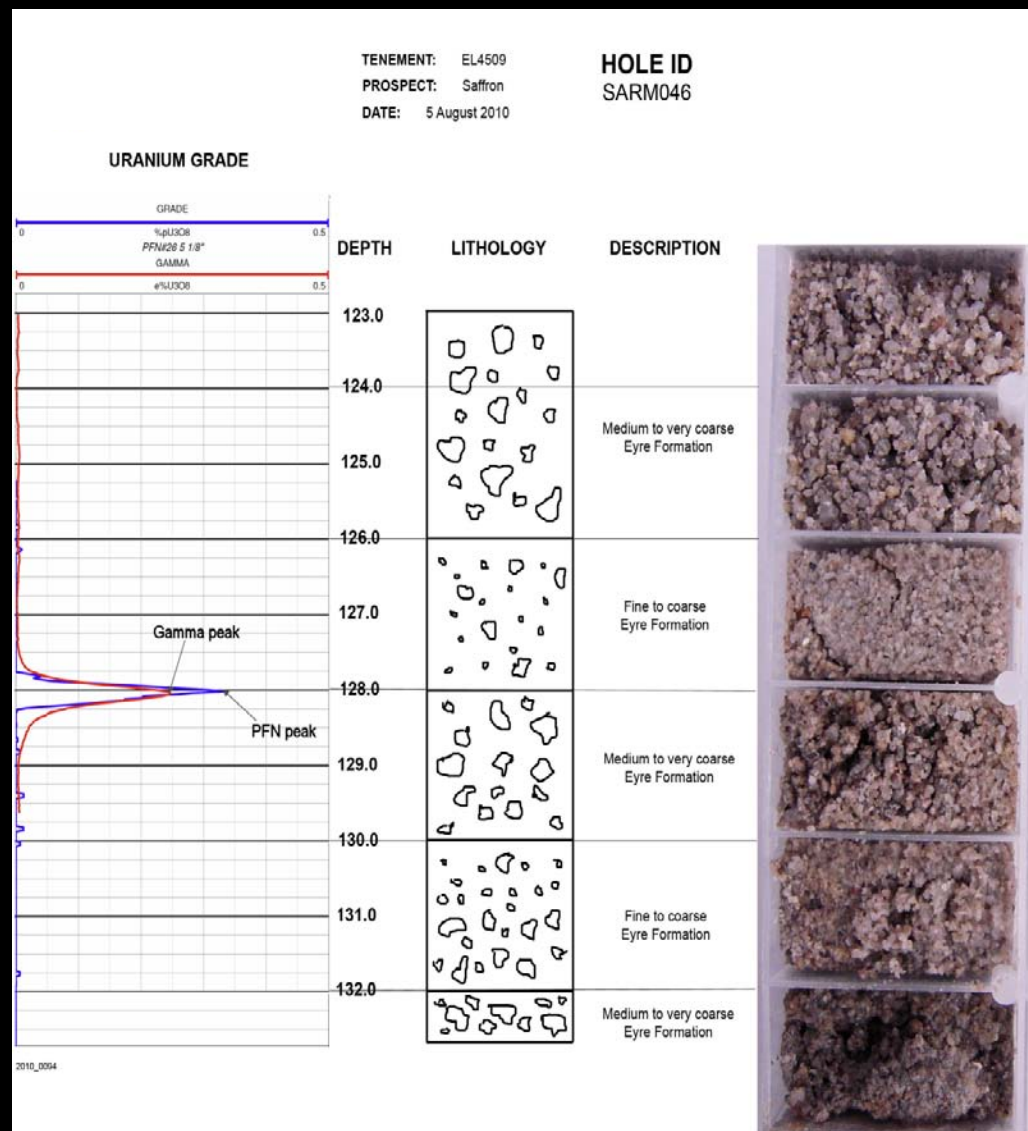 TENEMENT: EL4509
PROSPECT: Saffron
DATE: 5 August 2010
HOLE ID
SARM046
URANIUM GRADE
GRADE
0 %pU3O8 0.5
PFN#26 5 1/8"
GAMMA
0 e%U3O8 0.5
DEPTH LITHOLOGY DESCRIPTION
123.0
124.0
Medium to very coarse
Eyre Formation
125.0
126.0
Fine to coarse
Eyre Formation
127.0
Gamma peak
128.0
PFN peak
Medium to very coarse
Eyre Formation
129.0
130.0
131.0
Fine to coarse
Eyre Formation
132.0
Medium to very coarse
Eyre Formation
2010_0094